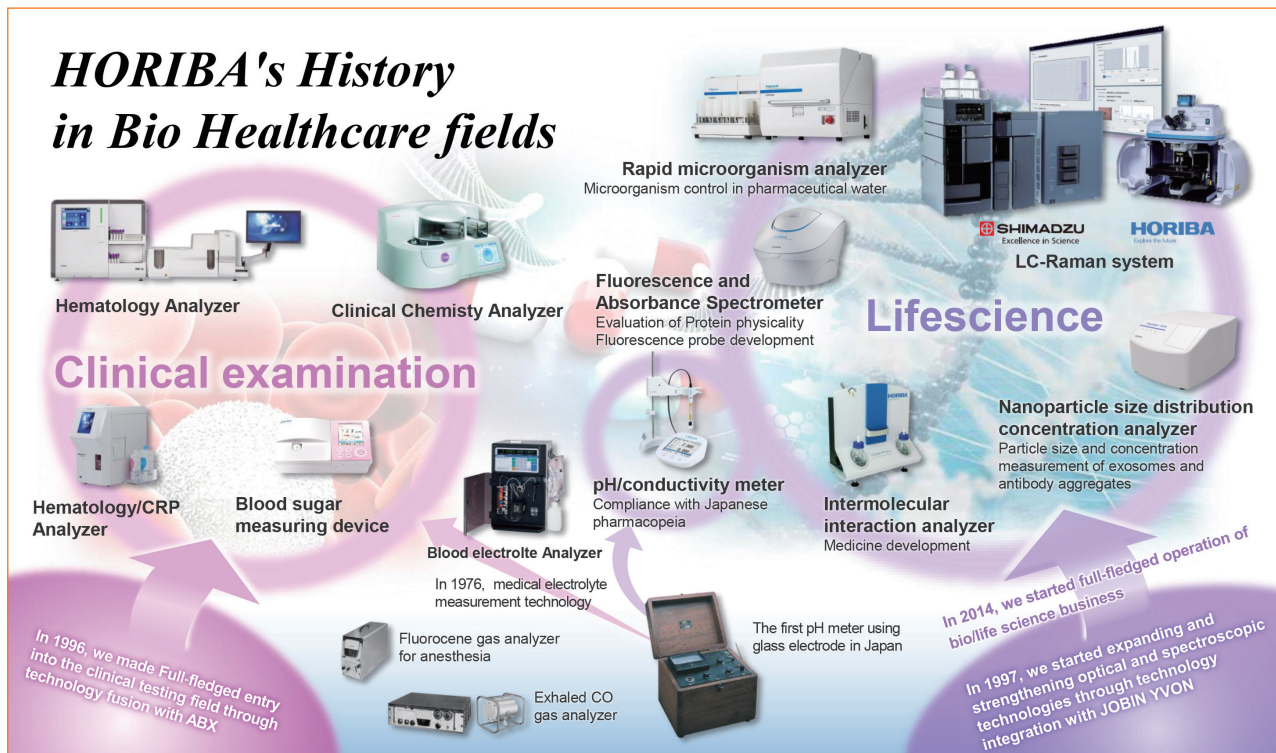 HORIBA's History
in Bio Healthcare fields
Rapid microorganism analyzer
Microorganism control in pharmaceutical water
SHIMADZU
Excellence in Science
HORIBA
Explore the future
LC-Raman system
Hematology Analyzer
Clinical Chemisty Analyzer
Fluorescence and
Absorbance Spectrometer
Evaluation of Protein physicality
Fluorescence probe development
Lifescience
Clinical examination
HORIBA
Nanoparticle size distribution
concentration analyzer
Particle size and concentration
measurement of exosomes and
antibody aggregates
Hematology/CRP
Analyzer
Blood sugar
measuring device
pH/conductivity meter
Compliance with Japanese
pharmacopeia
Intermolecular
interaction analyzer
Medicine development
Blood electrolte Analyzer
In 1976, medical electrolyte
measurement technology
Fluorocene gas analyzer
for anesthesia
Exhaled CO
gas analyzer
The first pH meter using
glass electrode in Japan
In 1996, we made Full-fledged entry
into the clinical testing field through
technology fusion with ABX
In 2014, we started full-fledged operation of
bio/life science business
In 1997, we started expanding and
strengthening optical and spectroscopic
technologies through technology
integration with JOBIN YVON